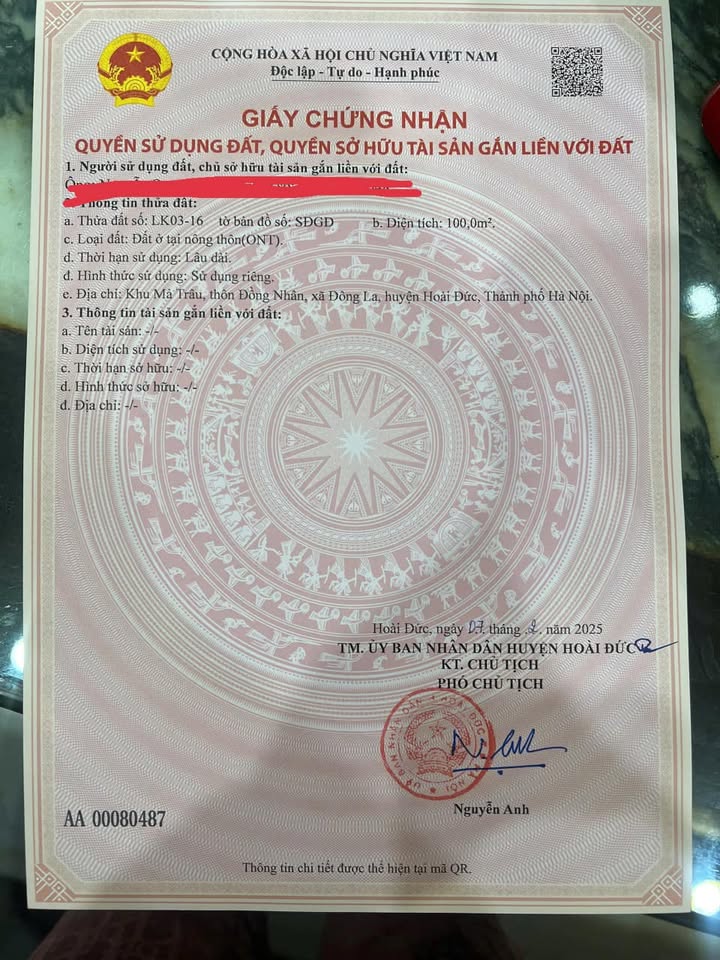 CỘNG HÒA XÃ HỘI CHỦ NGHĨA VIỆT NAM
Độc lập - Tự do - Hạnh phúc
GIẤY CHỨNG NHẬN
QUYỀN SỬ DỤNG ĐẤT, QUYỀN SỞ HỮU TÀI SẢN GẮN LIỀN VỚI ĐẤT
1. Người sử dụng đất, chủ sở hữu tài sản gắn liền với đất:
Thông tin thửa đất:
a. Thửa đất số: LK03-16 tờ bản đồ số: SĐGĐ b. Diện tích: 100,0m².
c. Loại đất: Đất ở tại nông thôn(ONT).
d. Thời hạn sử dụng: Lâu dài.
đ. Hình thức sử dụng: Sử dụng riêng.
e. Địa chỉ: Khu Mả Trâu, thôn Đồng Nhân, xã Đông La, huyện Hoài Đức, Thành phố Hà Nội.
3. Thông tin tài sản gắn liền với đất:
a. Tên tài sản: -/-
b. Diện tích sử dụng: -/-
c. Thời hạn sở hữu: -/-
d. Hình thức sở hữu: -/-
đ. Địa chỉ: -/-
Hoài Đức, ngày 07 tháng 2 năm 2025
TM. ỦY BAN NHÂN DÂN HUYỆN HOÀI ĐỨC
KT. CHỦ TỊCH
PHÓ CHỦ TỊCH
Nguyễn Anh
AA 00080487
Thông tin chi tiết được thể hiện tại mã QR.